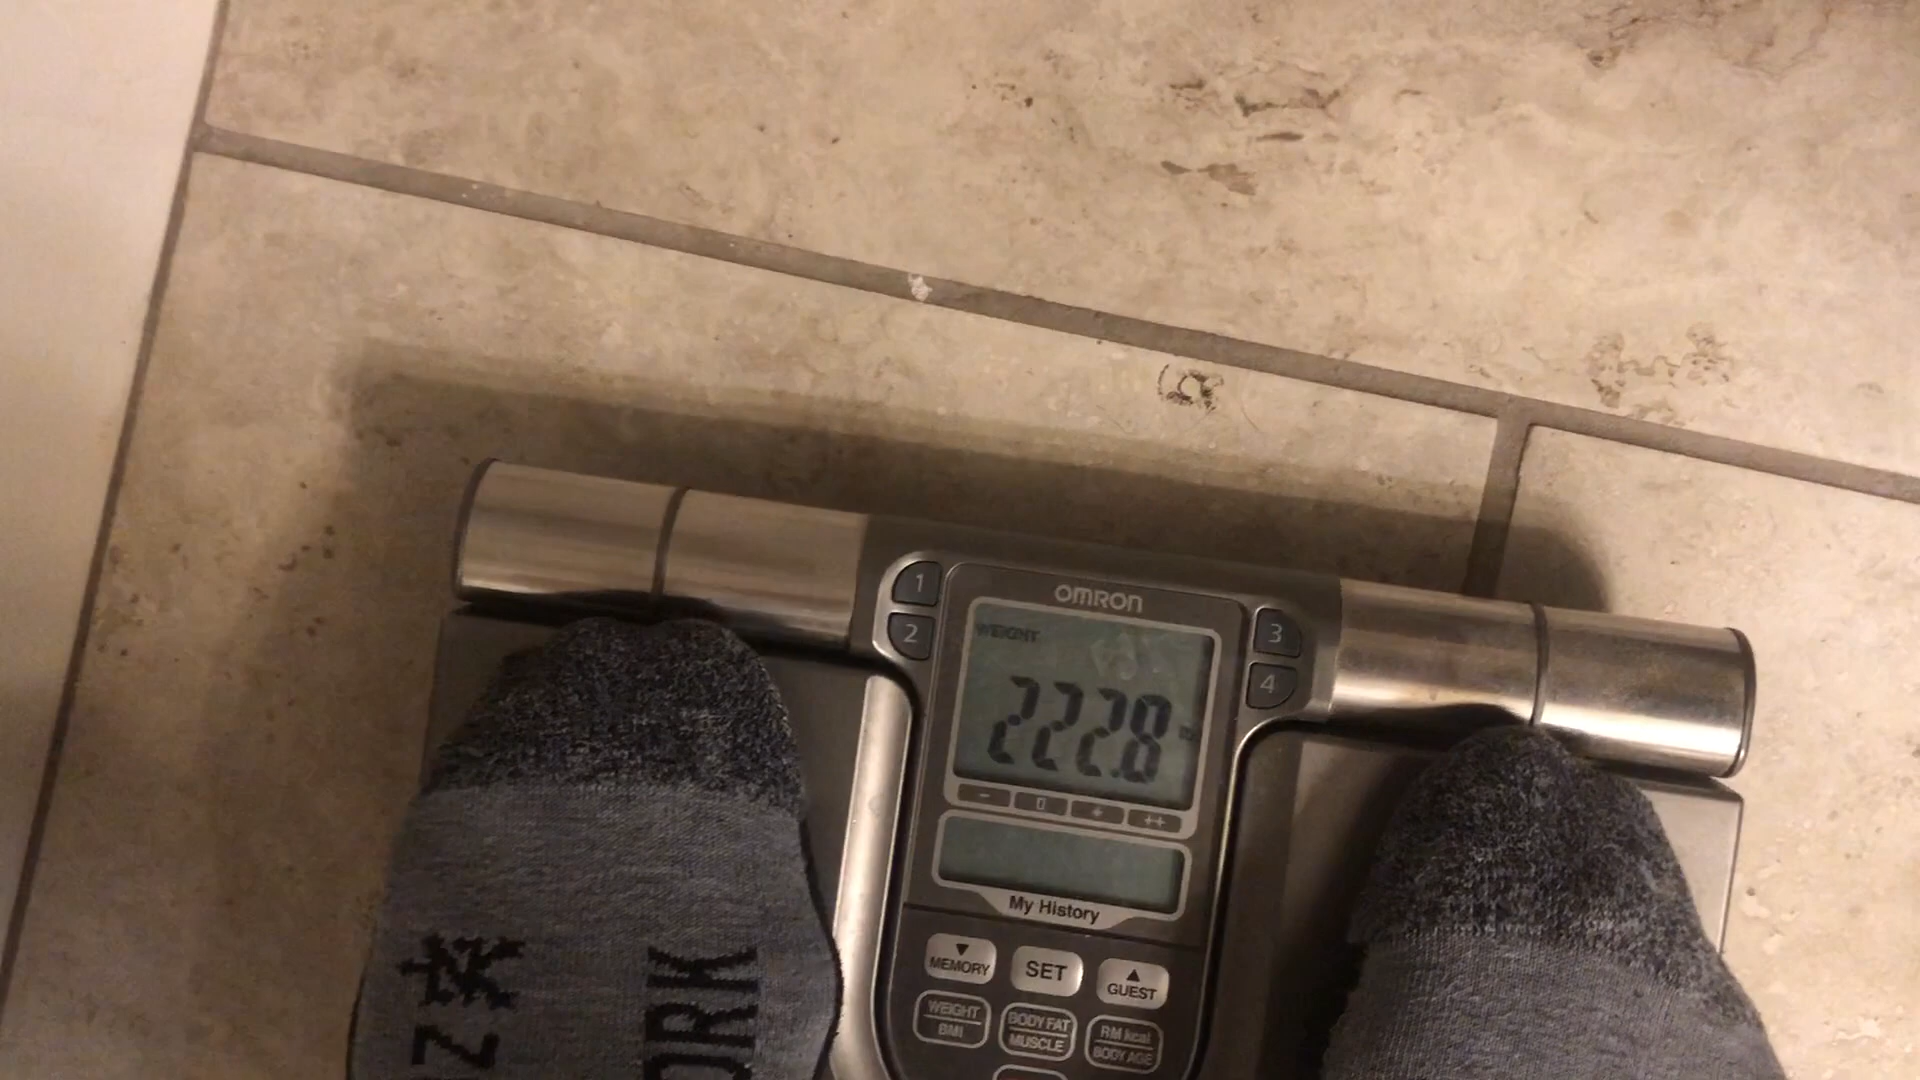 OMRON
1
2
3
4
WEIGHT
222.8
- 0 + ++
My History
▼ MEMORY
SET
▲ GUEST
WEIGHT
BMI
BODY FAT
MUSCLE
RM kcal
BODY AGE